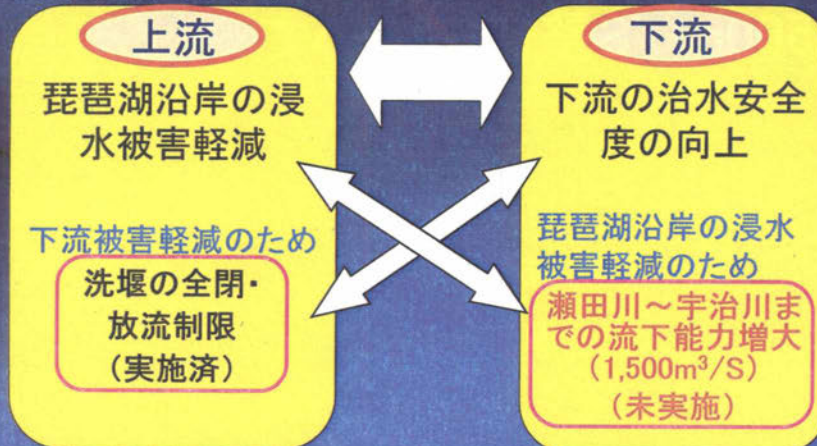 上流
琵琶湖沿岸の浸
水被害軽減
下流被害軽減のため
洗堰の全閉・
放流制限
(実施済)
下流
下流の治水安全
度の向上
琵琶湖沿岸の浸水
被害軽減のため
瀬田川～宇治川ま
での流下能力増大
(1,500m³/S)
(未実施)